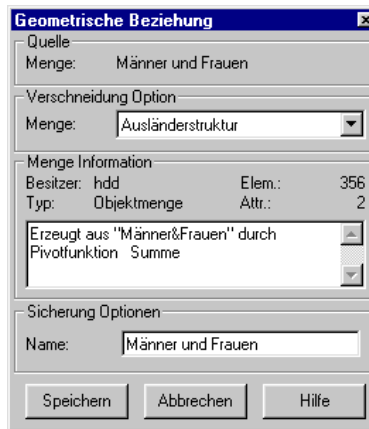 Geometrische Beziehung
Quelle
Menge: Männer und Frauen
Verschneidung Option
Menge: Ausländerstruktur
Menge Information
Besitzer: hdd Elem.: 356
Typ: Objektmenge Attr.: 2
Erzeugt aus "Männer&Frauen" durch
Pivotfunktion Summe
Sicherung Optionen
Name: Männer und Frauen
Speichern Abbrechen Hilfe